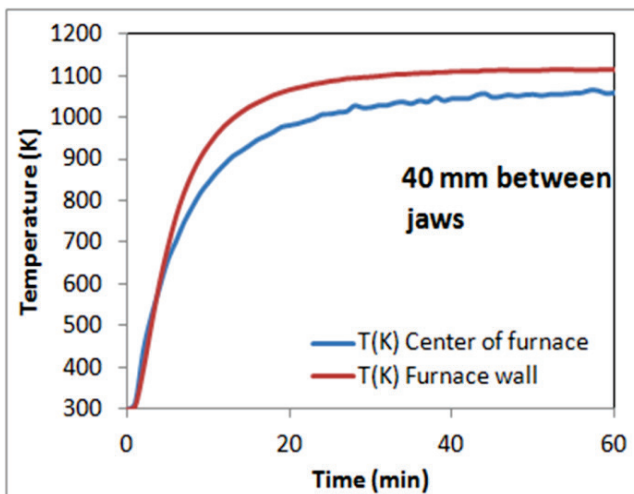 1200
1100
1000
900
800
700
600
500
400
300
Temperature (K)
40 mm between
jaws
T(K) Center of furnace
T(K) Furnace wall
0
20
40
60
Time (min)